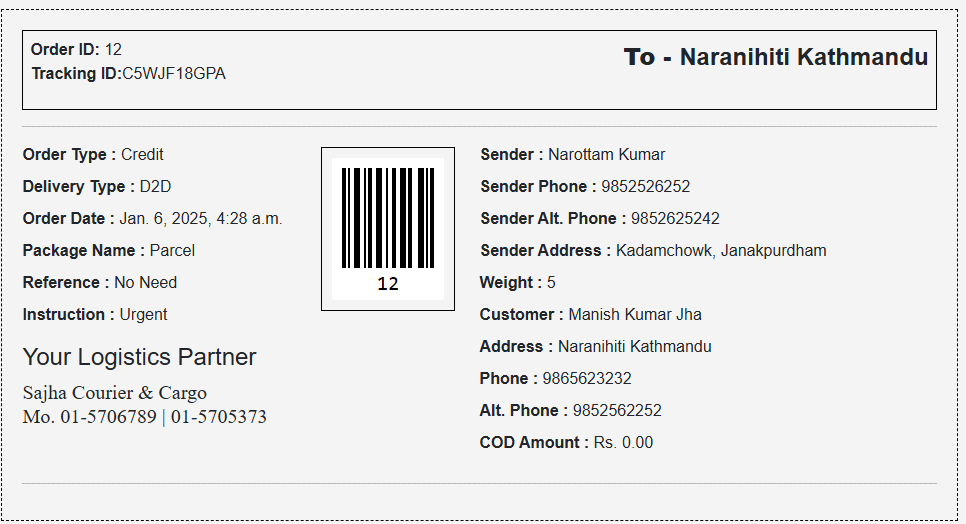 Order ID: 12
Tracking ID:C5WJF18GPA
To - Naranihiti Kathmandu
Order Type : Credit
Delivery Type : D2D
Order Date : Jan. 6, 2025, 4:28 a.m.
Package Name : Parcel
Reference : No Need
Instruction : Urgent
Your Logistics Partner
Sajha Courier & Cargo
Mo. 01-5706789 | 01-5705373
12
Sender : Narottam Kumar
Sender Phone : 9852526252
Sender Alt. Phone : 9852625242
Sender Address : Kadamchowk, Janakpurdham
Weight : 5
Customer : Manish Kumar Jha
Address : Naranihiti Kathmandu
Phone : 9865623232
Alt. Phone : 9852562252
COD Amount : Rs. 0.00